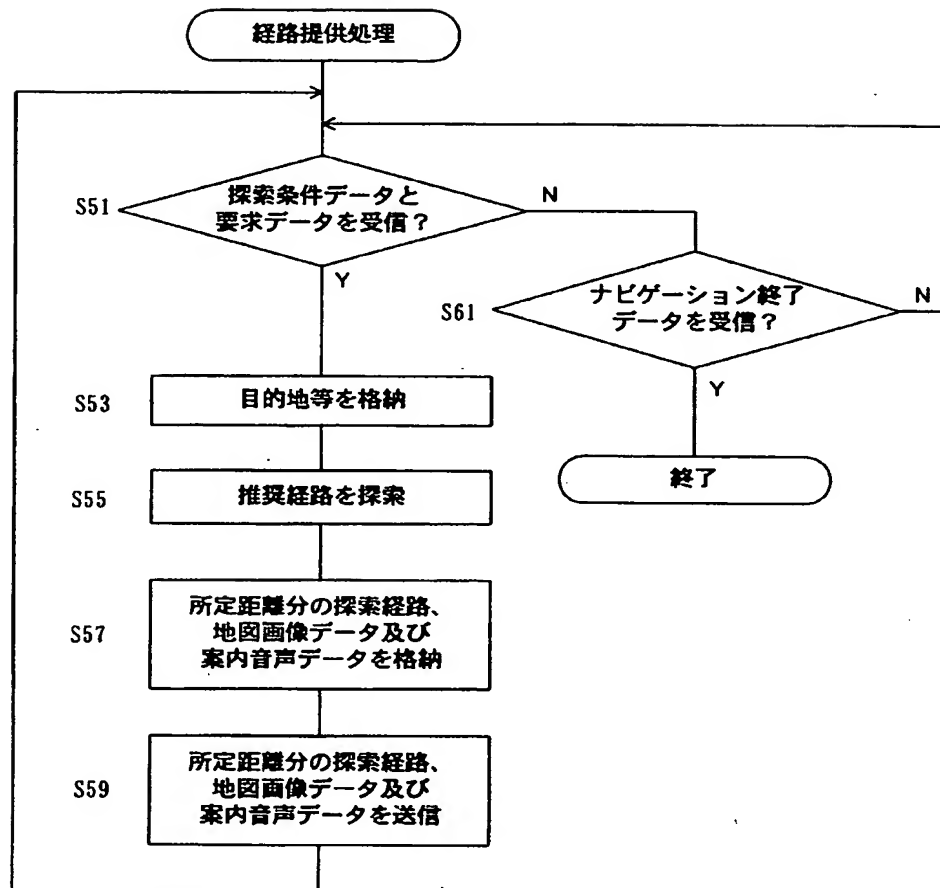 経路提供処理
S51
探索条件データと
要求データを受信？
N
Y
S61
ナビゲーション終了
データを受信？
N
Y
S53
目的地等を格納
終了
S55
推奨経路を探索
S57
所定距離分の探索経路、
地図画像データ及び
案内音声データを格納
S59
所定距離分の探索経路、
地図画像データ及び
案内音声データを送信